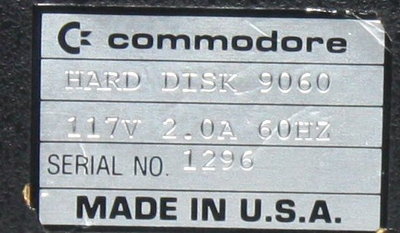 commodore
HARD DISK 9060
117V 2.0A 60HZ
SERIAL NO. 1296
MADE IN U.S.A.